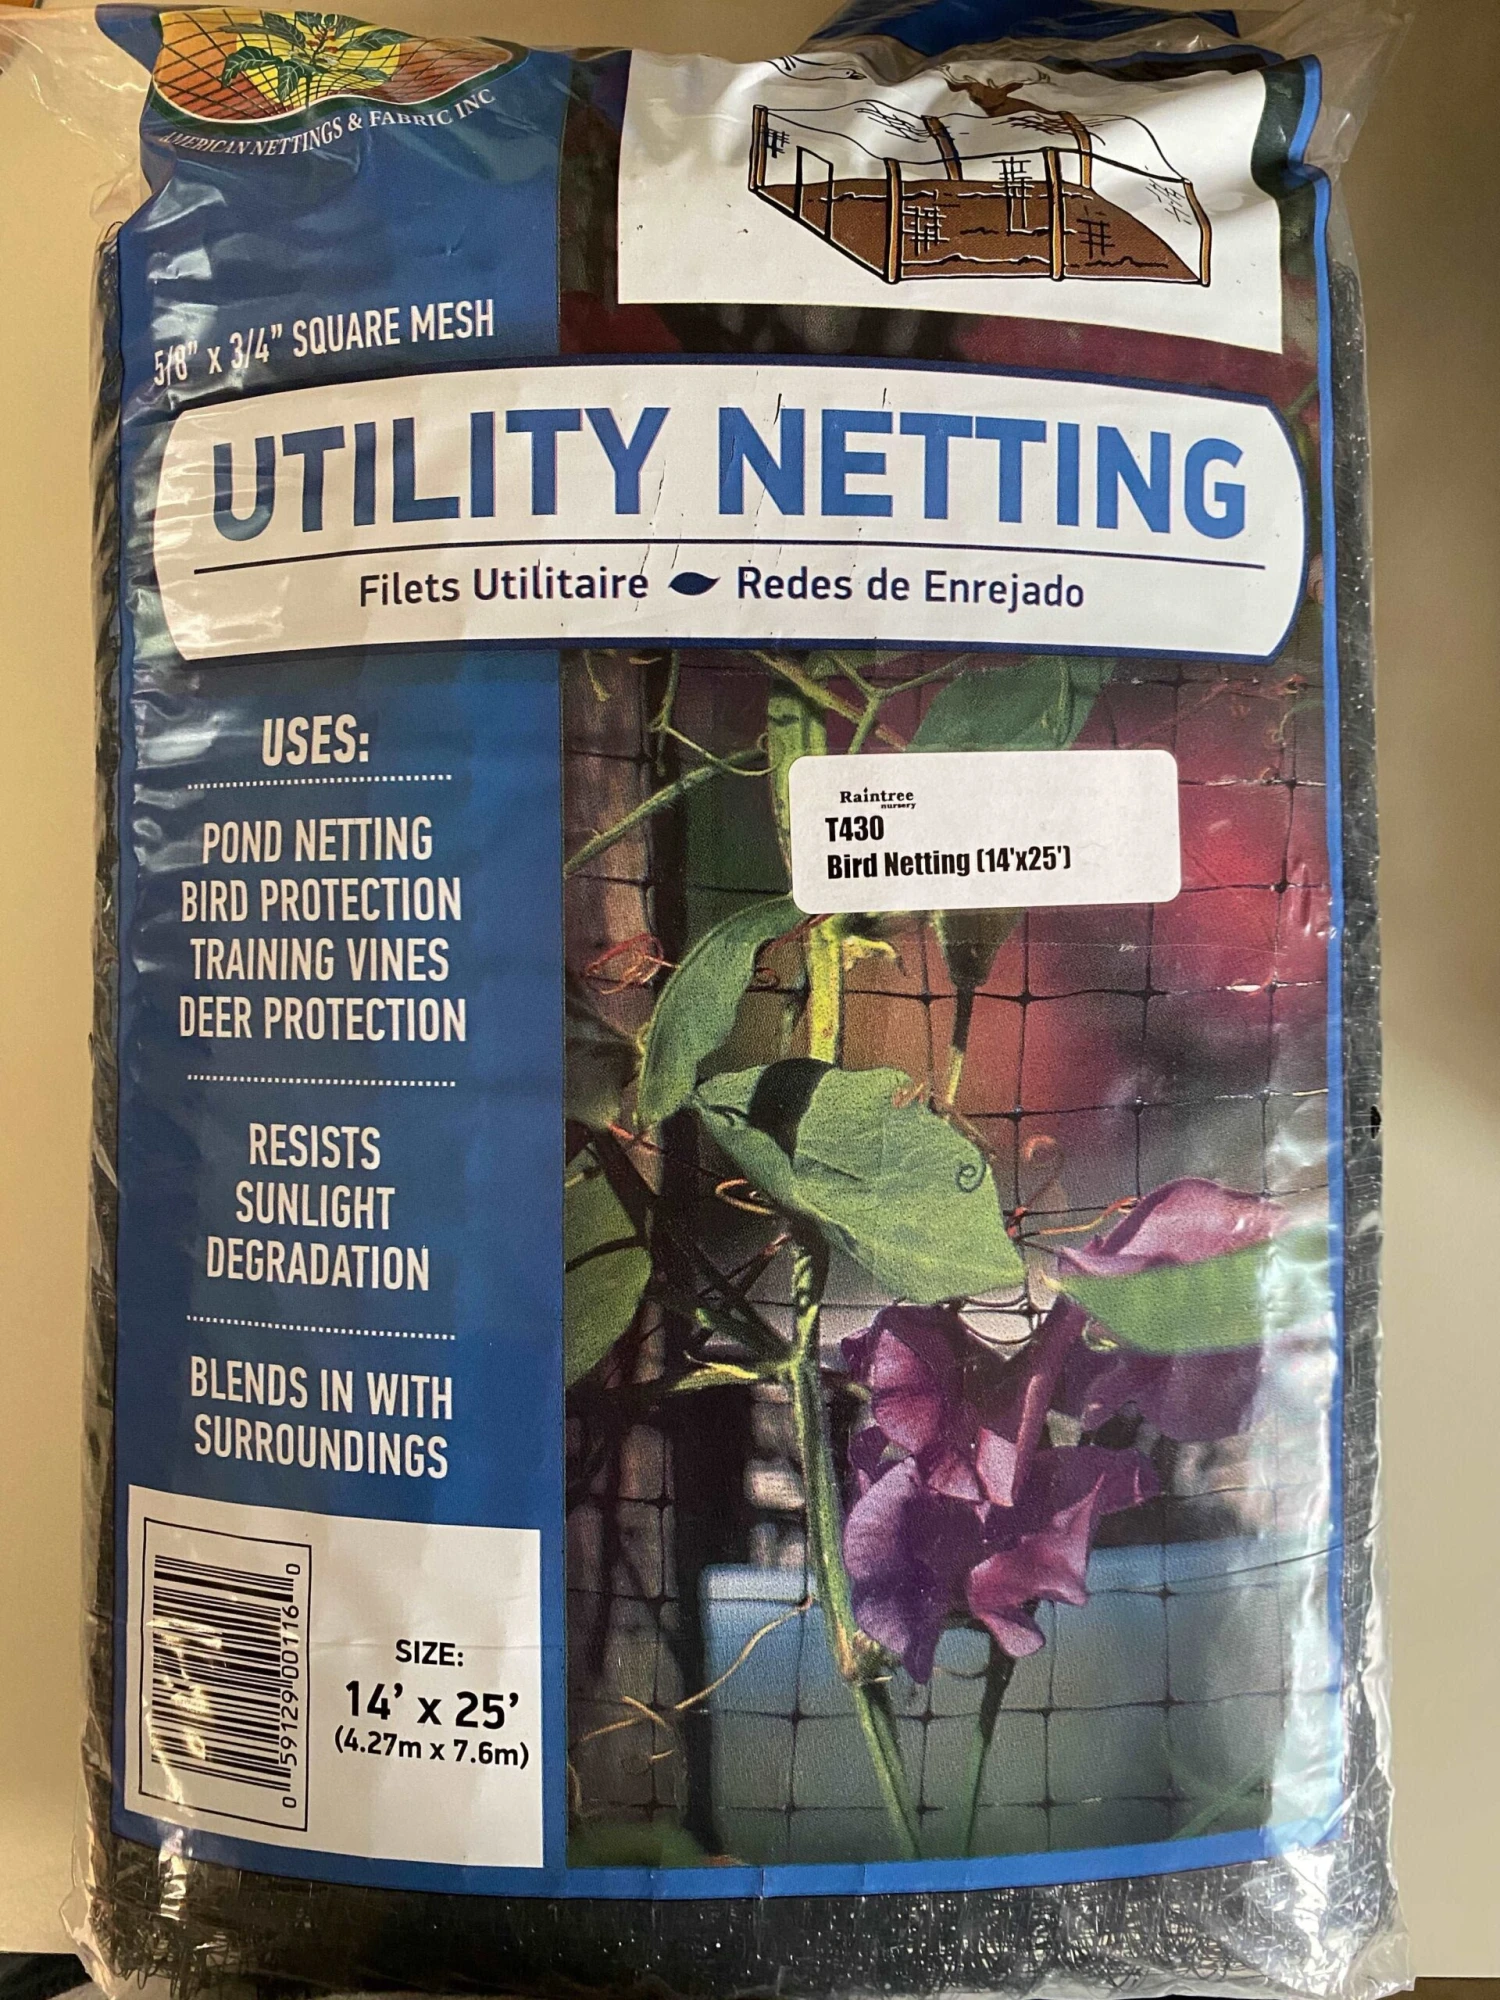 AMERICAN NETTINGS & FABRIC INC
5/8" x 3/4" SQUARE MESH
UTILITY NETTING
Filets Utilitaire Redes de Enrejado
USES:
POND NETTING
BIRD PROTECTION
TRAINING VINES
DEER PROTECTION
RESISTS
SUNLIGHT
DEGRADATION
BLENDS IN WITH
SURROUNDINGS
Raintree
nursery
T430
Bird Netting (14'x25')
0 59129 00116 0
SIZE:
14' x 25'
(4.27m x 7.6m)